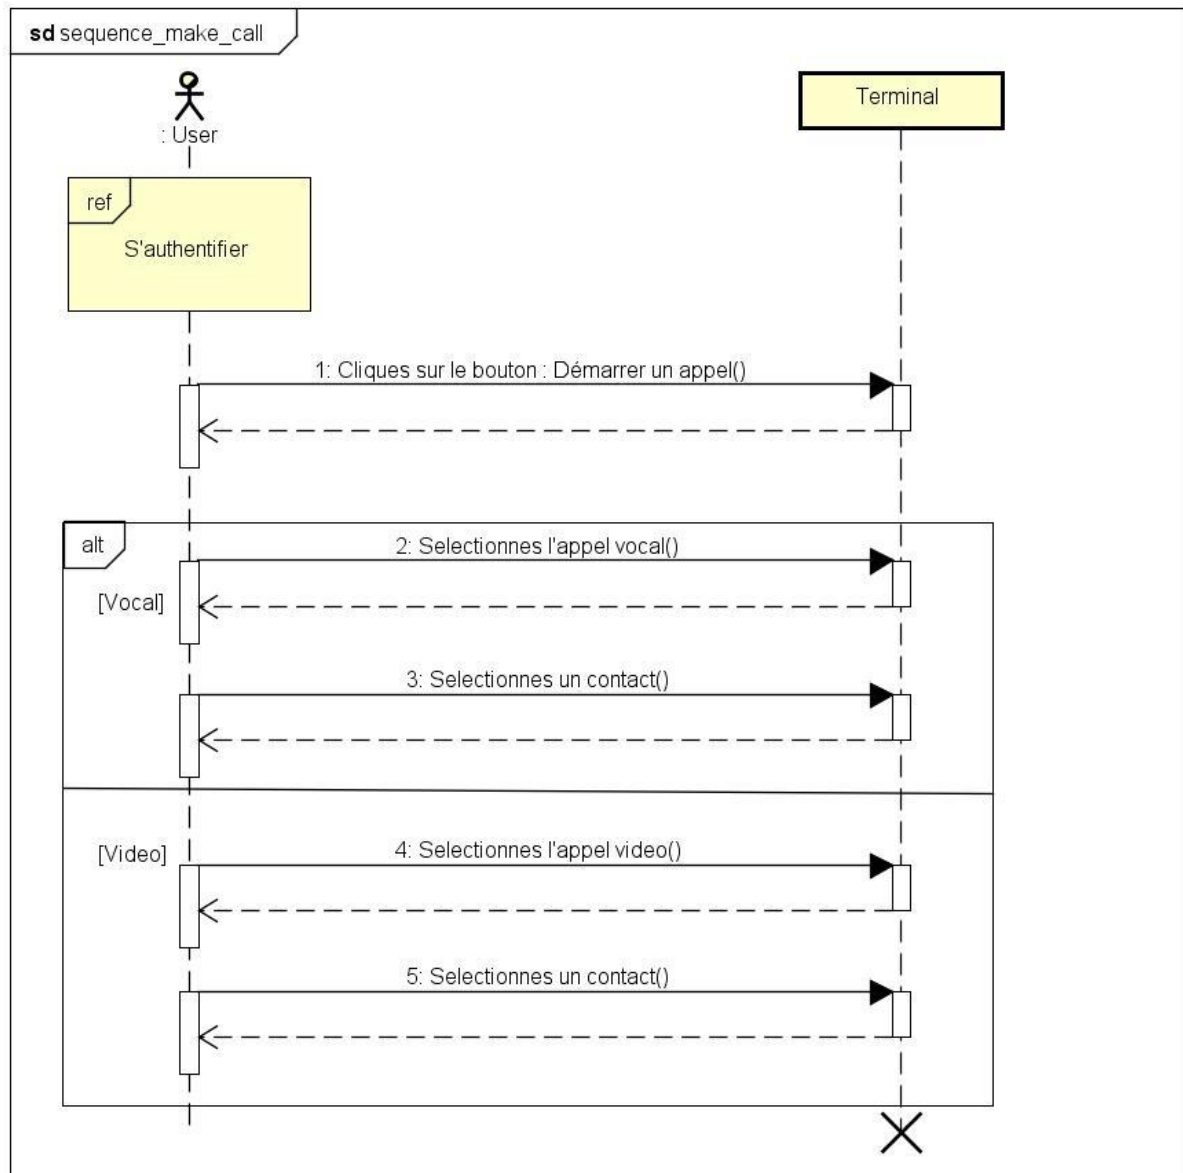 sd sequence_make_call
: User
Terminal
ref
S'authentifier
1: Cliques sur le bouton : Démarrer un appel()
alt
2: Selectionnes l'appel vocal()
[Vocal]
3: Selectionnes un contact()
[Video]
4: Selectionnes l'appel video()
5: Selectionnes un contact()